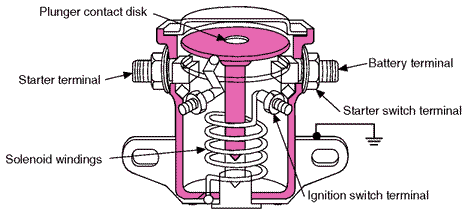 Plunger contact disk
Starter terminal
Battery terminal
Starter switch terminal
Solenoid windings
Ignition switch terminal